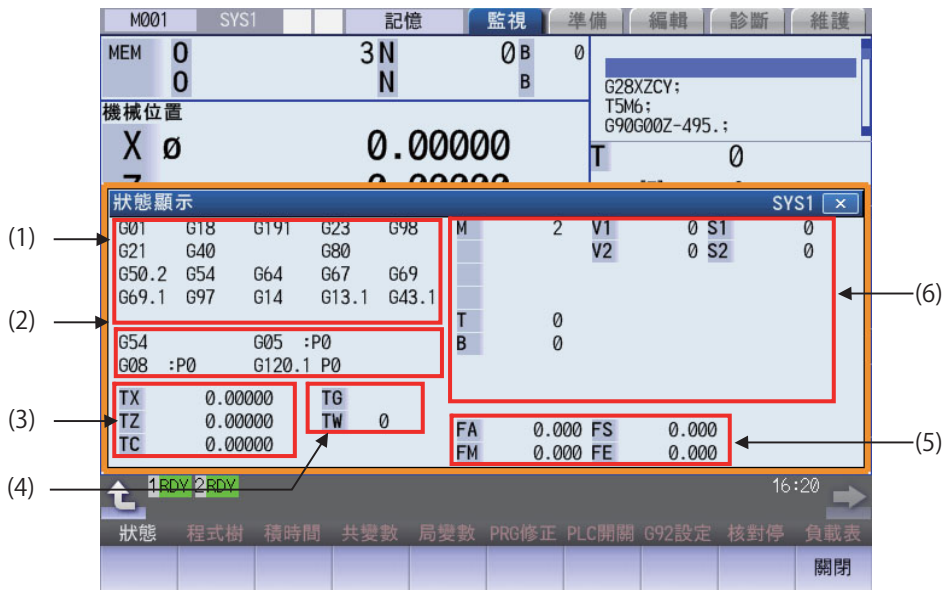 M001 SYS1 記憶 監視 準備 編輯 診斷 維護
MEM O 3 N 0 B 0
O N B
G28XZCY;
T5M6;
G90G00Z-495.;
機械位置
X ø 0.00000
T 0
狀態顯示 SYS1 ×
G01 G18 G191 G23 G98
G21 G40 G80
G50.2 G54 G64 G67 G69
G69.1 G97 G14 G13.1 G43.1
G54 G05 :P0
G08 :P0 G120.1 P0
TX 0.00000
TZ 0.00000
TC 0.00000
TG
TW 0
M 2 V1 0 S1 0
V2 0 S2 0
T 0
B 0
FA 0.000 FS 0.000
FM 0.000 FE 0.000
(1)
(2)
(3)
(4)
(5)
(6)
1RDY 2RDY 16:20
狀態 程式樹 積時間 共變數 局變數 PRG修正 PLC開關 G92設定 核對停 負載表
關閉